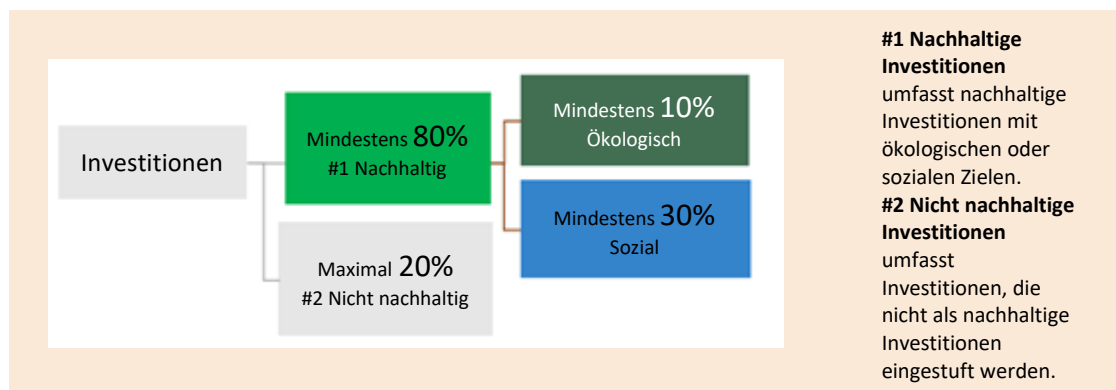 Investitionen
Mindestens 80%
#1 Nachhaltig
Maximal 20%
#2 Nicht nachhaltig
Mindestens 10%
Ökologisch
Mindestens 30%
Sozial
#1 Nachhaltige
Investitionen
umfasst nachhaltige
Investitionen mit
ökologischen oder
sozialen Zielen.
#2 Nicht nachhaltige
Investitionen
umfasst
Investitionen, die
nicht als nachhaltige
Investitionen
eingestuft werden.